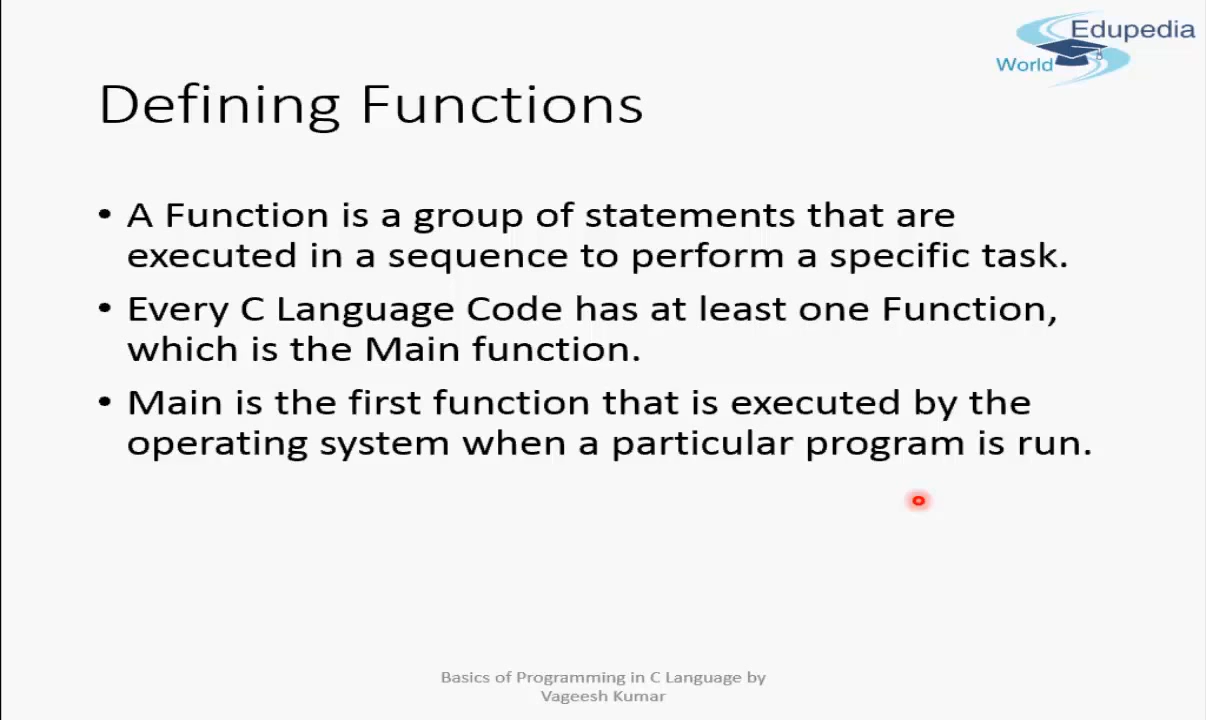 Edupedia
World
Defining Functions
• A Function is a group of statements that are
executed in a sequence to perform a specific task.
• Every C Language Code has at least one Function,
which is the Main function.
• Main is the first function that is executed by the
operating system when a particular program is run.
Basics of Programming in C Language by
Vageesh Kumar